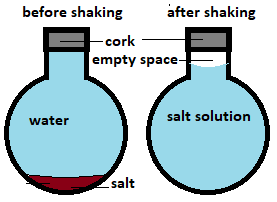 before shaking
after shaking
cork
empty space
water
salt solution
salt